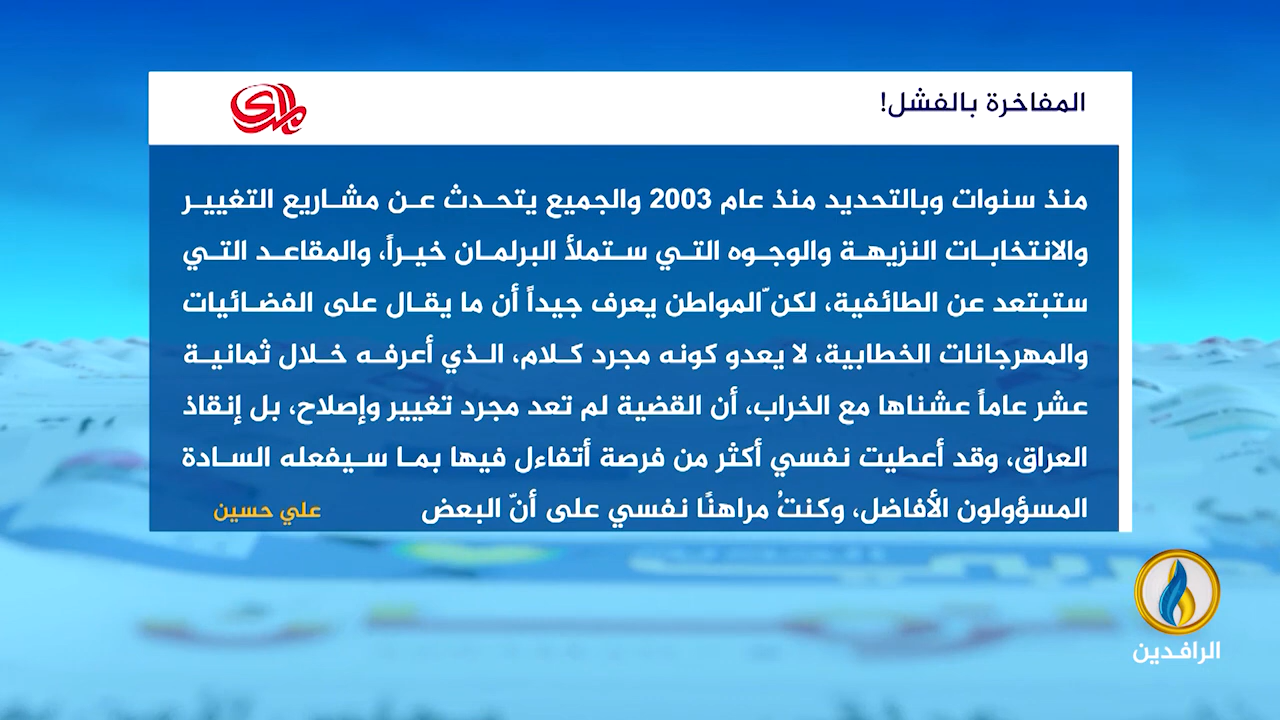 المفاخرة بالفشل!
المدى
منذ سنوات وبالتحديد منذ عام 2003 والجميع يتحدث عن مشاريع التغيير
والانتخابات النزيهة والوجوه التي ستملأ البرلمان خيراً، والمقاعد التي
ستبتعد عن الطائفية، لكن ّالمواطن يعرف جيداً أن ما يقال على الفضائيات
والمهرجانات الخطابية، لا يعدو كونه مجرد كلام، الذي أعرفه خلال ثمانية
عشر عاماً عشناها مع الخراب، أن القضية لم تعد مجرد تغيير وإصلاح، بل إنقاذ
العراق، وقد أعطيت نفسي أكثر من فرصة أتفاءل فيها بما سيفعله السادة
المسؤولون الأفاضل، وكنتُ مراهنًا نفسي على أنّ البعض
علي حسين
الرافدين